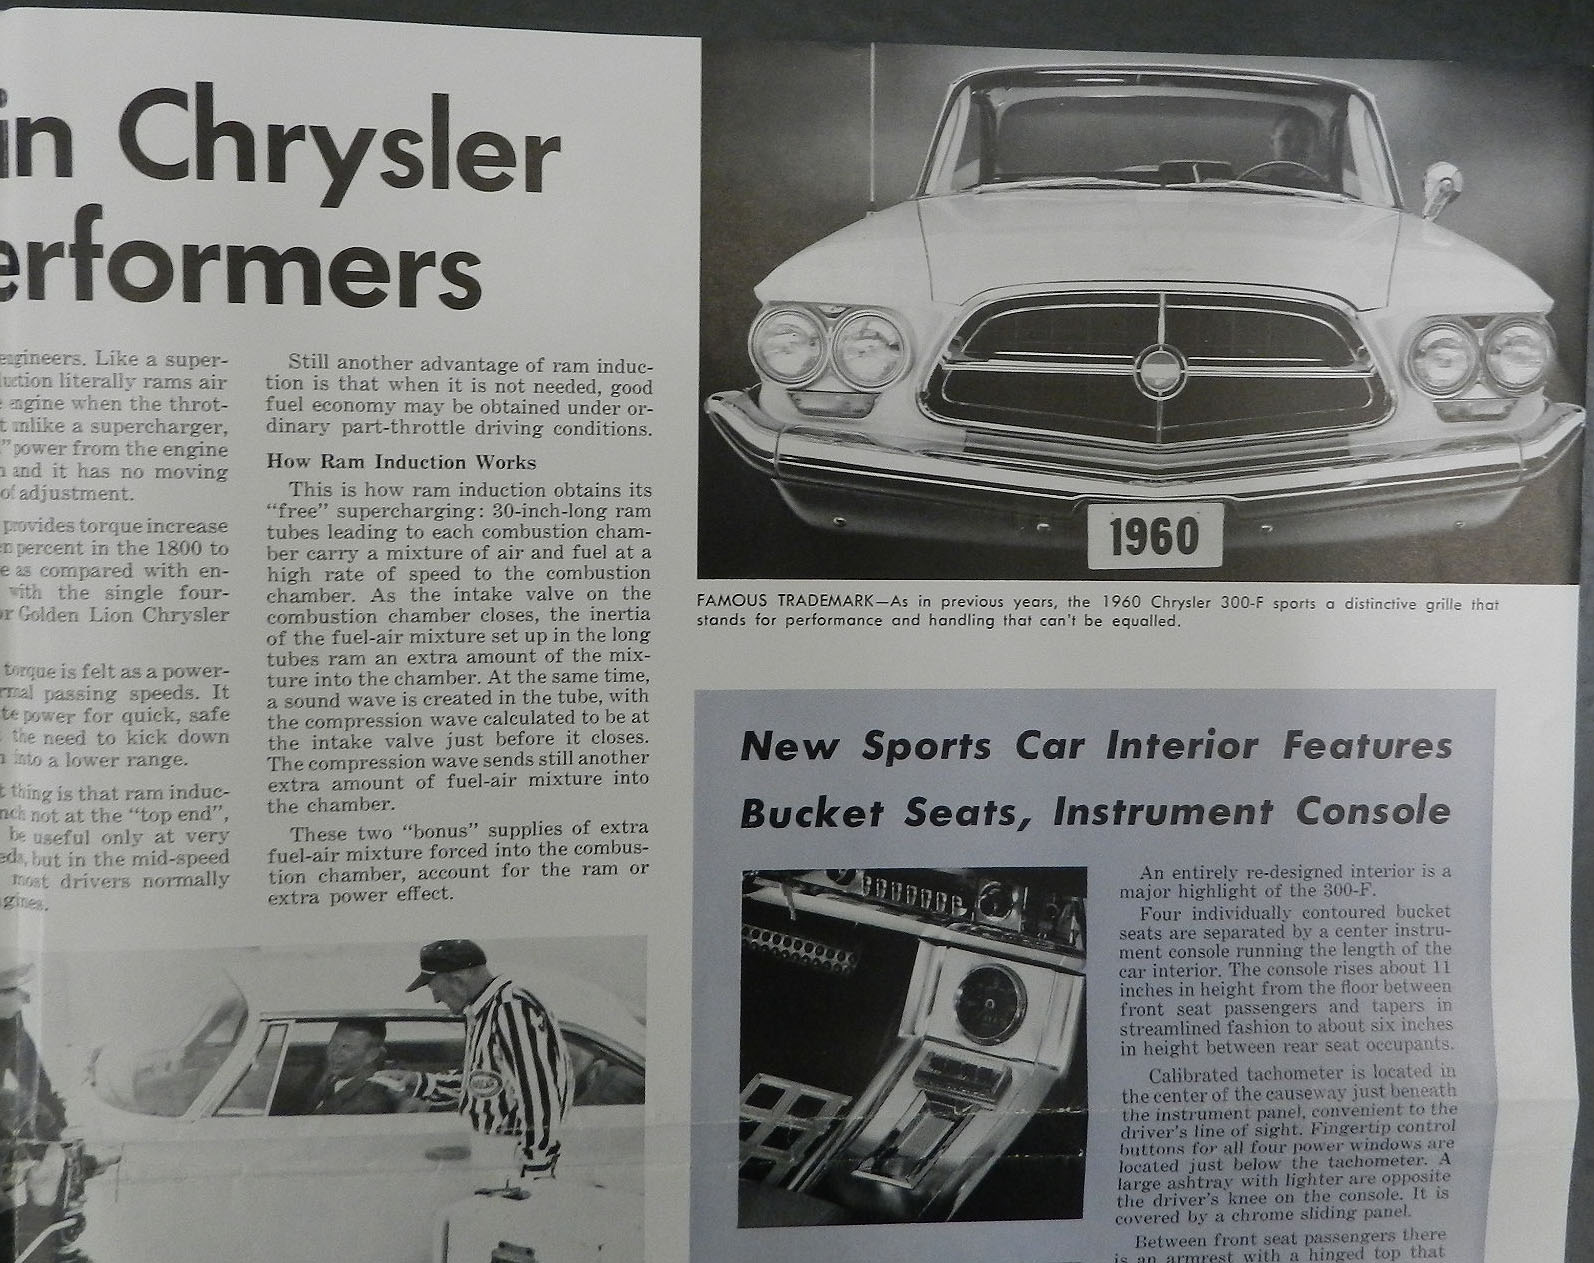 in Chrysler
erformers
engineers. Like a super-
uction literally rams air
engine when the throt-
unlike a supercharger,
" power from the engine
and it has no moving
of adjustment.
provides torque increase
percent in the 1800 to
as compared with en-
with the single four-
or Golden Lion Chrysler
torque is felt as a power-
rmal passing speeds. It
power for quick, safe
the need to kick down
into a lower range.
thing is that ram induc-
not at the "top end",
be useful only at very
eds, but in the mid-speed
most drivers normally
gines.
Still another advantage of ram induc-
tion is that when it is not needed, good
fuel economy may be obtained under or-
dinary part-throttle driving conditions.
How Ram Induction Works
This is how ram induction obtains its
"free" supercharging: 30-inch-long ram
tubes leading to each combustion cham-
ber carry a mixture of air and fuel at a
high rate of speed to the combustion
chamber. As the intake valve on the
combustion chamber closes, the inertia
of the fuel-air mixture set up in the long
tubes ram an extra amount of the mix-
ture into the chamber. At the same time,
a sound wave is created in the tube, with
the compression wave calculated to be at
the intake valve just before it closes.
The compression wave sends still another
extra amount of fuel-air mixture into
the chamber.
These two "bonus" supplies of extra
fuel-air mixture forced into the combus-
tion chamber, account for the ram or
extra power effect.
1960
FAMOUS TRADEMARK—As in previous years, the 1960 Chrysler 300-F sports a distinctive grille that
stands for performance and handling that can't be equalled.
New Sports Car Interior Features
Bucket Seats, Instrument Console
An entirely re-designed interior is a
major highlight of the 300-F.
Four individually contoured bucket
seats are separated by a center instru-
ment console running the length of the
car interior. The console rises about 11
inches in height from the floor between
front seat passengers and tapers in
streamlined fashion to about six inches
in height between rear seat occupants.
Calibrated tachometer is located in
the center of the causeway just beneath
the instrument panel, convenient to the
driver's line of sight. Fingertip control
buttons for all four power windows are
located just below the tachometer. A
large ashtray with lighter are opposite
the driver's knee on the console. It is
covered by a chrome sliding panel.
Between front seat passengers there
is an armrest with a hinged top that